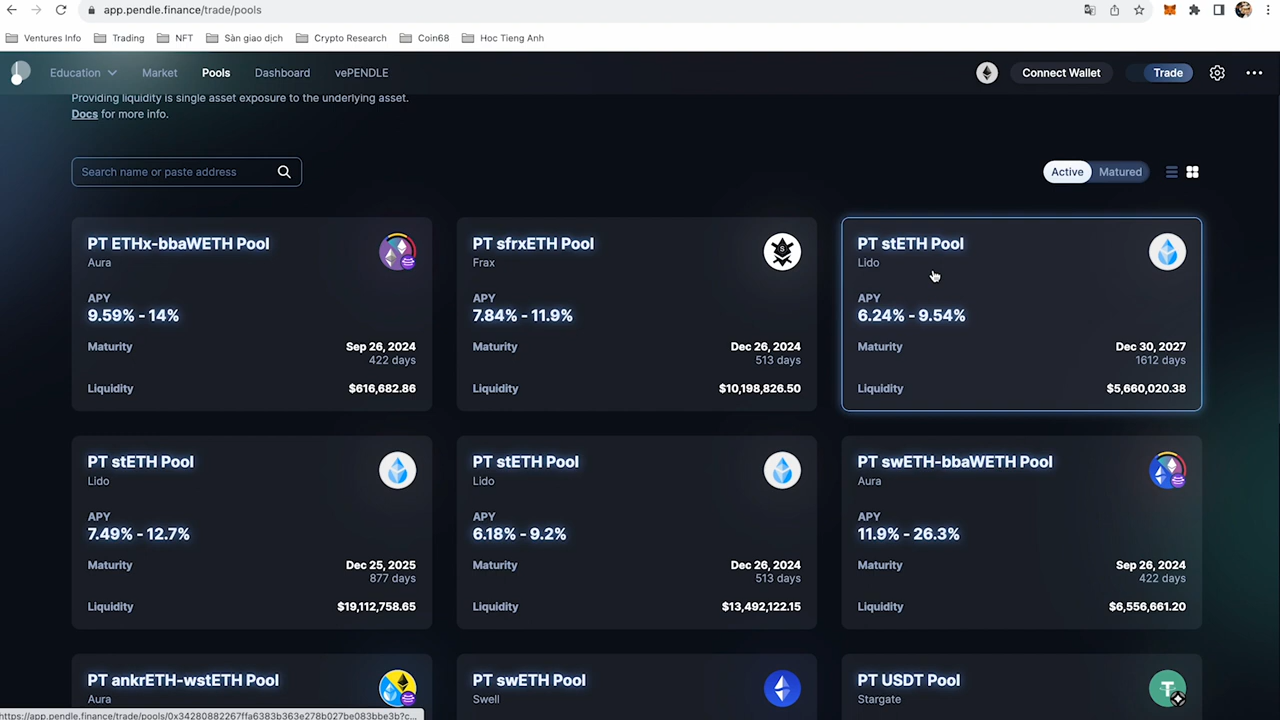 app.pendle.finance/trade/pools
Ventures Info Trading NFT Sàn giao dịch Crypto Research Coin68 Hoc Tieng Anh
Education Market Pools Dashboard vePENDLE Connect Wallet Trade
Providing liquidity is single asset exposure to the underlying asset.
Docs for more info.
Search name or paste address Active Matured
PT ETHx-bbaWETH Pool
Aura
APY
9.59% - 14%
Maturity Sep 26, 2024
422 days
Liquidity $616,682.86
PT sfrxETH Pool
Frax
APY
7.84% - 11.9%
Maturity Dec 26, 2024
513 days
Liquidity $10,198,826.50
PT stETH Pool
Lido
APY
6.24% - 9.54%
Maturity Dec 30, 2027
1612 days
Liquidity $5,660,020.38
PT stETH Pool
Lido
APY
7.49% - 12.7%
Maturity Dec 25, 2025
877 days
Liquidity $19,112,758.65
PT stETH Pool
Lido
APY
6.18% - 9.2%
Maturity Dec 26, 2024
513 days
Liquidity $13,492,122.15
PT swETH-bbaWETH Pool
Aura
APY
11.9% - 26.3%
Maturity Sep 26, 2024
422 days
Liquidity $6,556,661.20
PT ankrETH-wstETH Pool
Aura
PT swETH Pool
Swell
PT USDT Pool
Stargate
https://app.pendle.finance/trade/pools/0x34280882267ffa6383b363e278b027be083bbe3b?c...